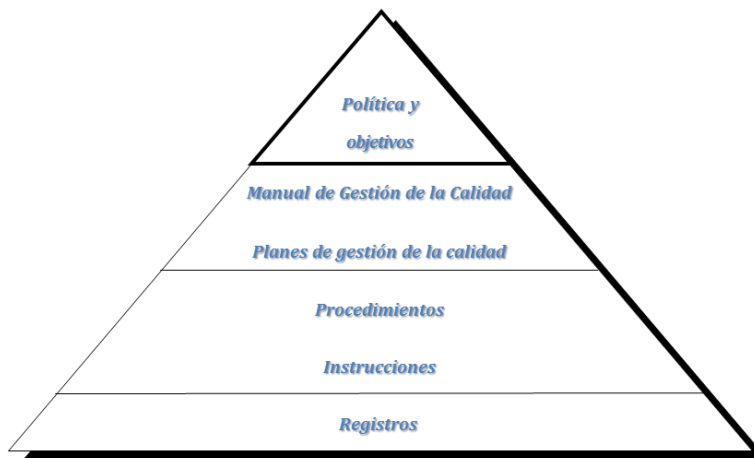 Política y
objetivos
Manual de Gestión de la Calidad
Planes de gestión de la calidad
Procedimientos
Instrucciones
Registros